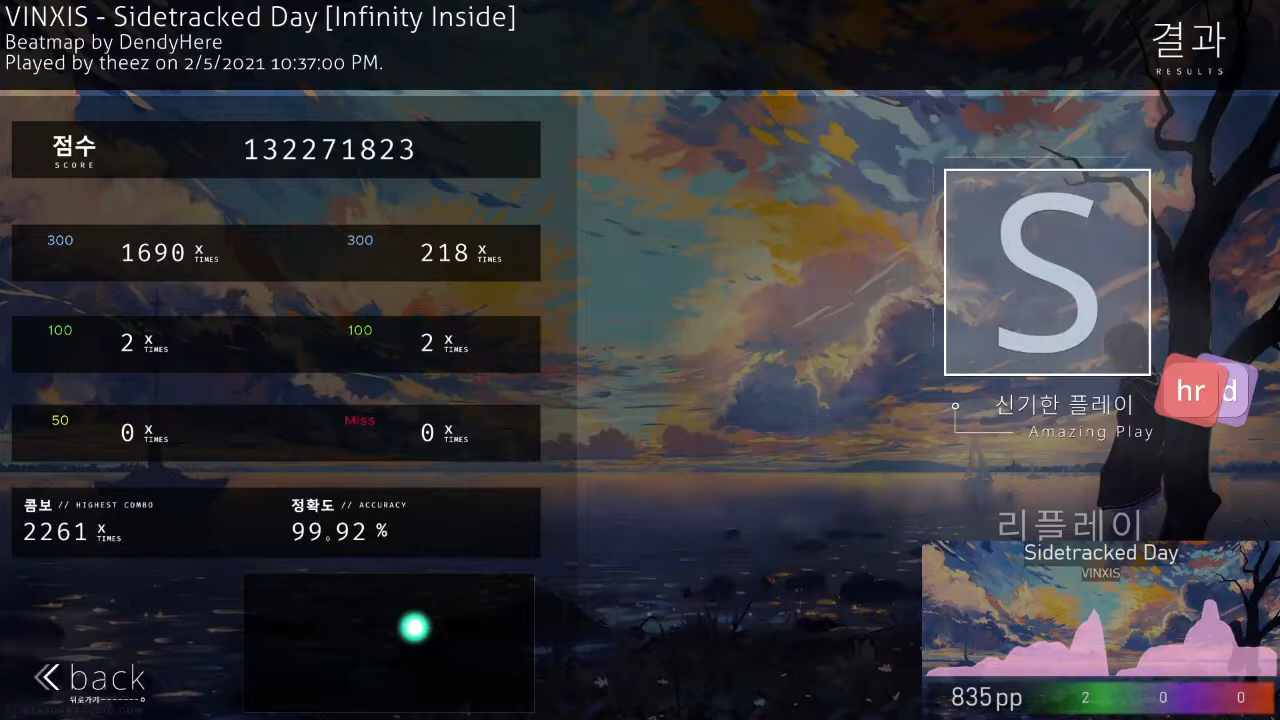 VINXIS - Sidetracked Day [Infinity Inside]
Beatmap by DendyHere
Played by theez on 2/5/2021 10:37:00 PM.
결과
RESULTS
점수
SCORE
132271823
300 1690 x TIMES 300 218 x TIMES
100 2 x TIMES 100 2 x TIMES
50 0 x TIMES Miss 0 x TIMES
콤보 // HIGHEST COMBO 정확도 // ACCURACY
2261 x TIMES 99.92 %
S
hr d
신기한 플레이
Amazing Play
리플레이
Sidetracked Day
VINXIS
835pp 2 0 0
back
뒤로가기